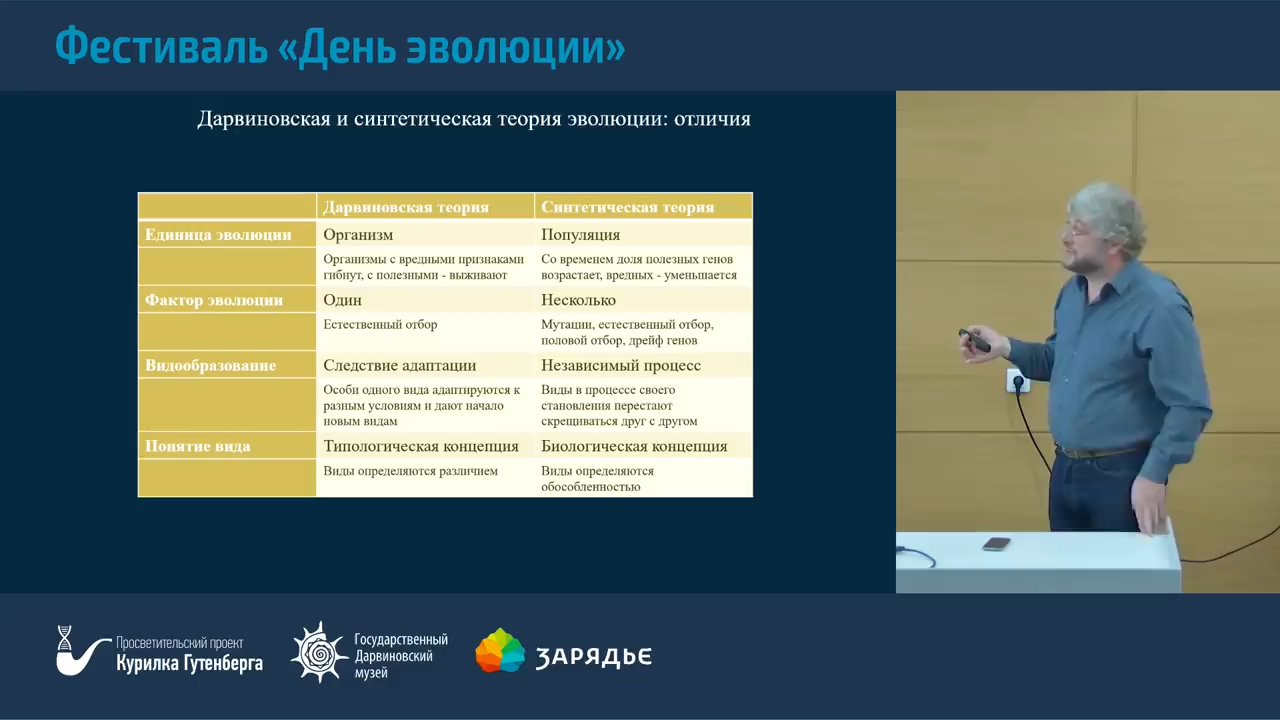 Фестиваль «День эволюции»
Дарвиновская и синтетическая теория эволюции: отличия
Дарвиновская теория
Синтетическая теория
Единица эволюции
Организм
Популяция
Организмы с вредными признаками
гибнут, с полезными - выживают
Со временем доля полезных генов
возрастает, вредных - уменьшается
Фактор эволюции
Один
Несколько
Естественный отбор
Мутации, естественный отбор,
половой отбор, дрейф генов
Видообразование
Следствие адаптации
Независимый процесс
Особи одного вида адаптируются к
разным условиям и дают начало
новым видам
Виды в процессе своего
становления перестают
скрещиваться друг с другом
Понятие вида
Типологическая концепция
Биологическая концепция
Виды определяются различием
Виды определяются
обособленностью
Просветительский проект
Курилка Гутенберга
Государственный
Дарвиновский
музей
ЗАРЯДЬЕ